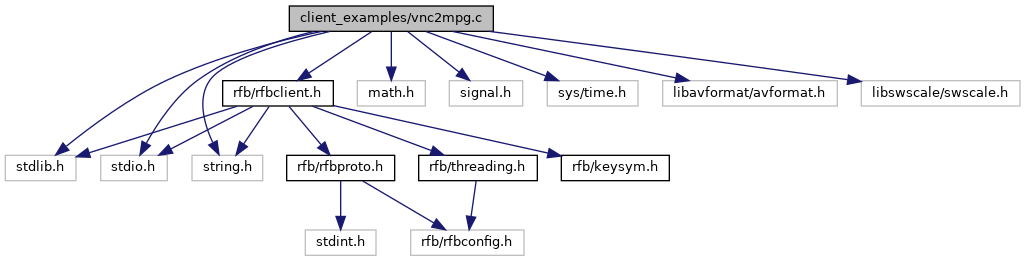 client_examples/vnc2mpg.c
rfb/rfbclient.h
math.h
signal.h
sys/time.h
libavformat/avformat.h
libswscale/swscale.h
stdlib.h
stdio.h
string.h
rfb/rfbproto.h
rfb/threading.h
rfb/keysym.h
stdint.h
rfb/rfbconfig.h